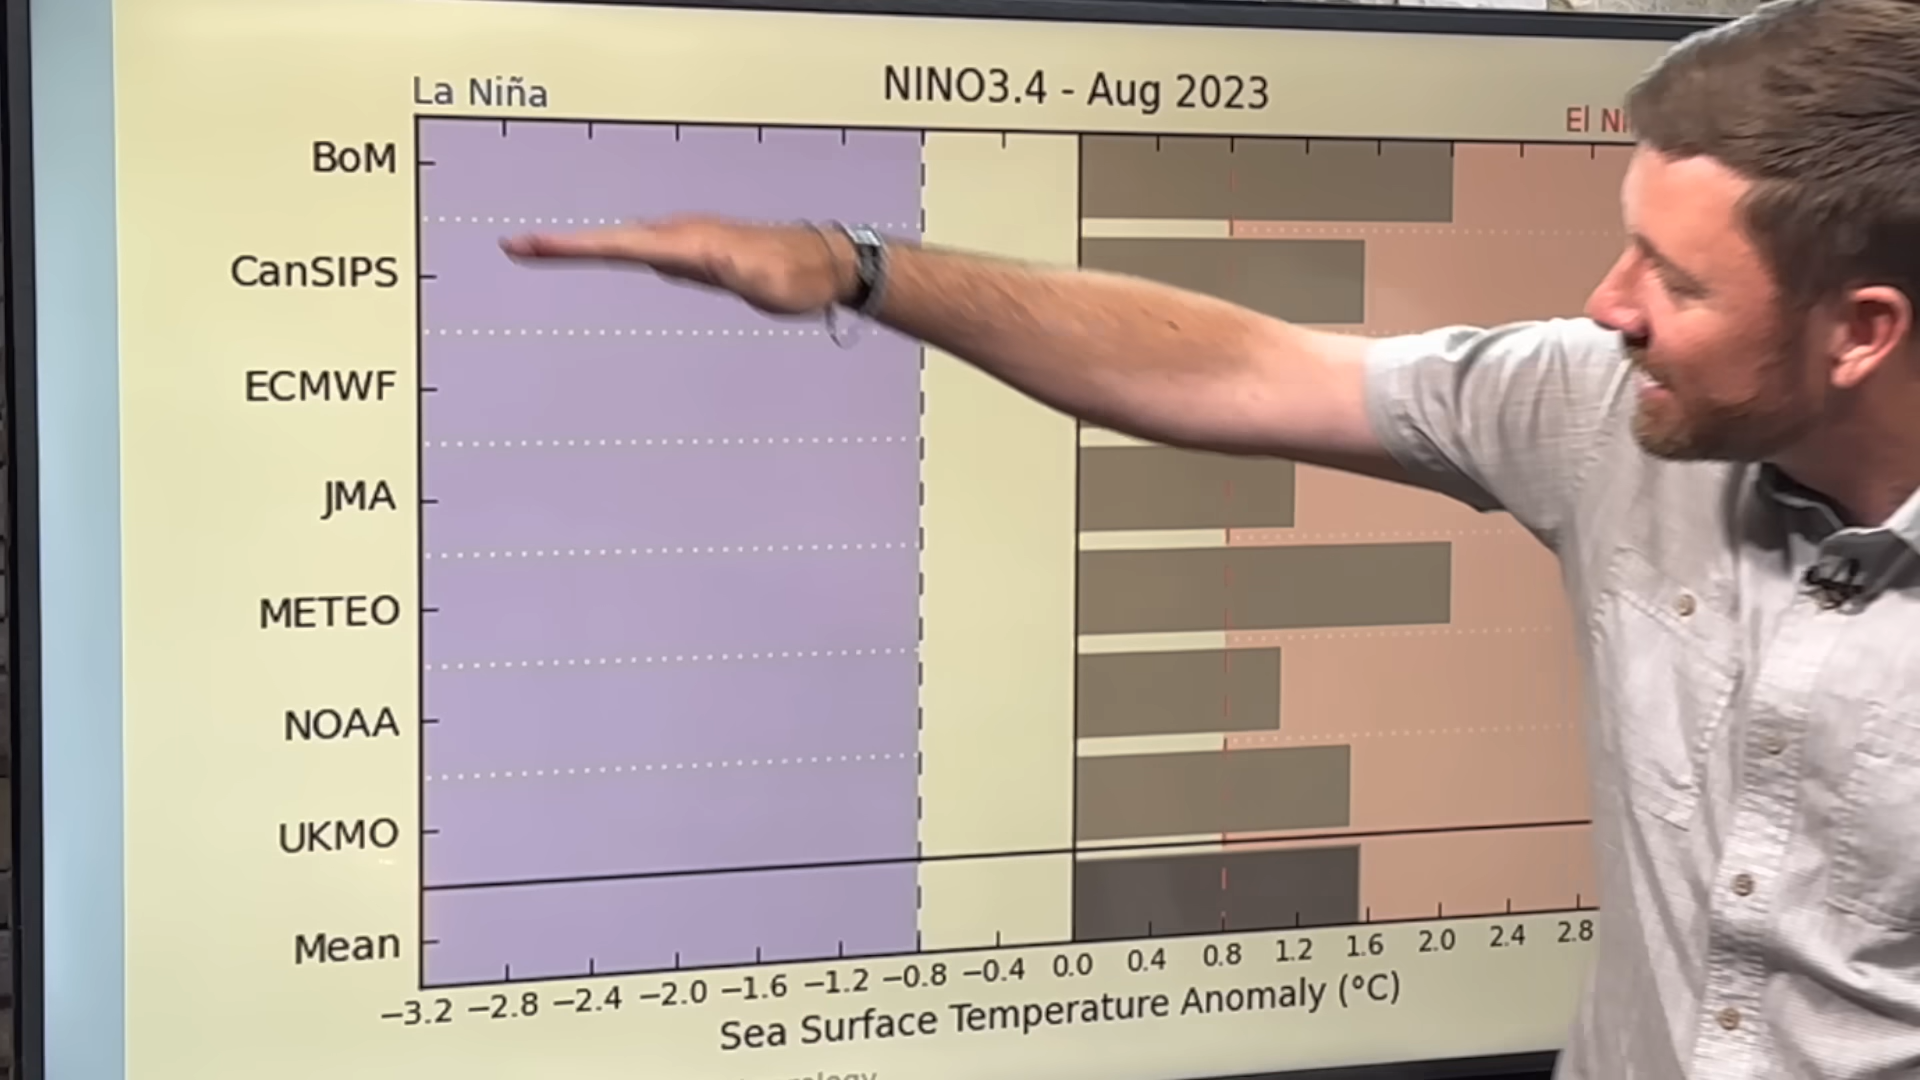 La Niña
NINO3.4 - Aug 2023
El
BoM
CanSIPS
ECMWF
JMA
METEO
NOAA
UKMO
Mean
−3.2 −2.8 −2.4 −2.0 −1.6 −1.2 −0.8 −0.4 0.0 0.4 0.8 1.2 1.6 2.0 2.4 2.8
Sea Surface Temperature Anomaly (°C)